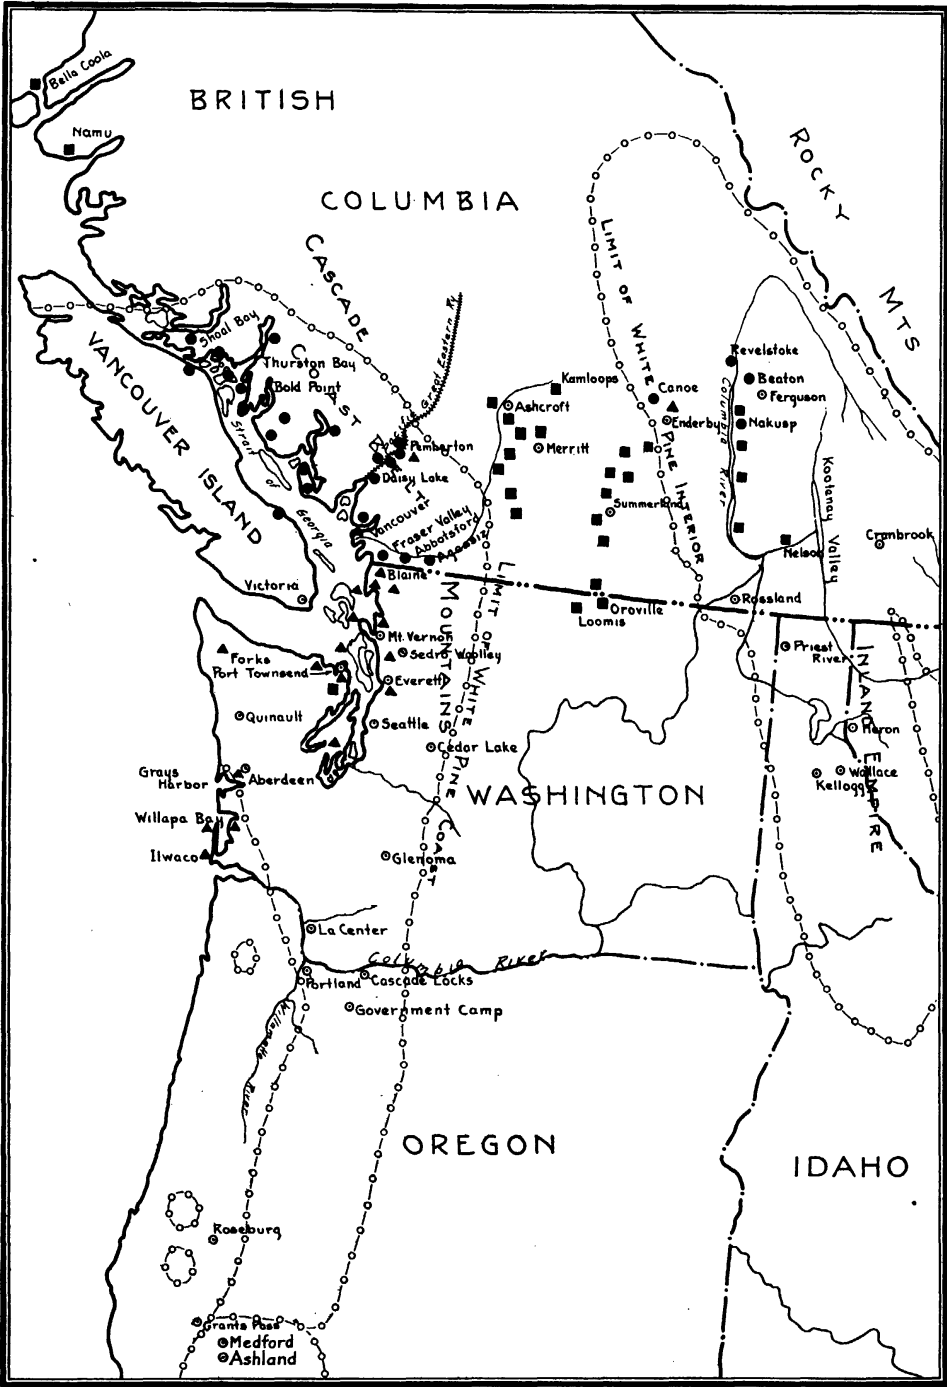 Bella Coola
BRITISH
Namu
ROCKY
MTS
COLUMBIA
CASCADE
LIMIT OF WHITE PINE INTERIOR
Pacific Great Eastern Ry
Shoal Bay
COAST BELT
VANCOUVER ISLAND
Thurston Bay
Bold Point
Revelstoke
Kamloops
Canoe
Beaton
Ferguson
Ashcroft
Columbia River
Enderby
Nakusp
Strait of Georgia
Pemberton
Merritt
Daisy Lake
Kootenay Valley
Summerland
Vancouver
Fraser Valley
Abbotsford
Agassiz
Cranbrook
Nelson
Blaine
Victoria
LIMIT OF WHITE PINE COAST
MOUNTAINS
Rossland
Oroville
Loomis
Mt. Vernon
Sedro Woolley
Forks
Port Townsend
Priest
River
INLAND EMPIRE
Everett
Quinault
Seattle
Heron
Cedar Lake
Grays
Harbor
Aberdeen
Wallace
Kellogg
WASHINGTON
Willapa Bay
Ilwaco
Glenoma
La Center
Columbia River
Portland
Cascade Locks
Government Camp
Willamette River
OREGON
IDAHO
Roseburg
Grants Pass
Medford
Ashland